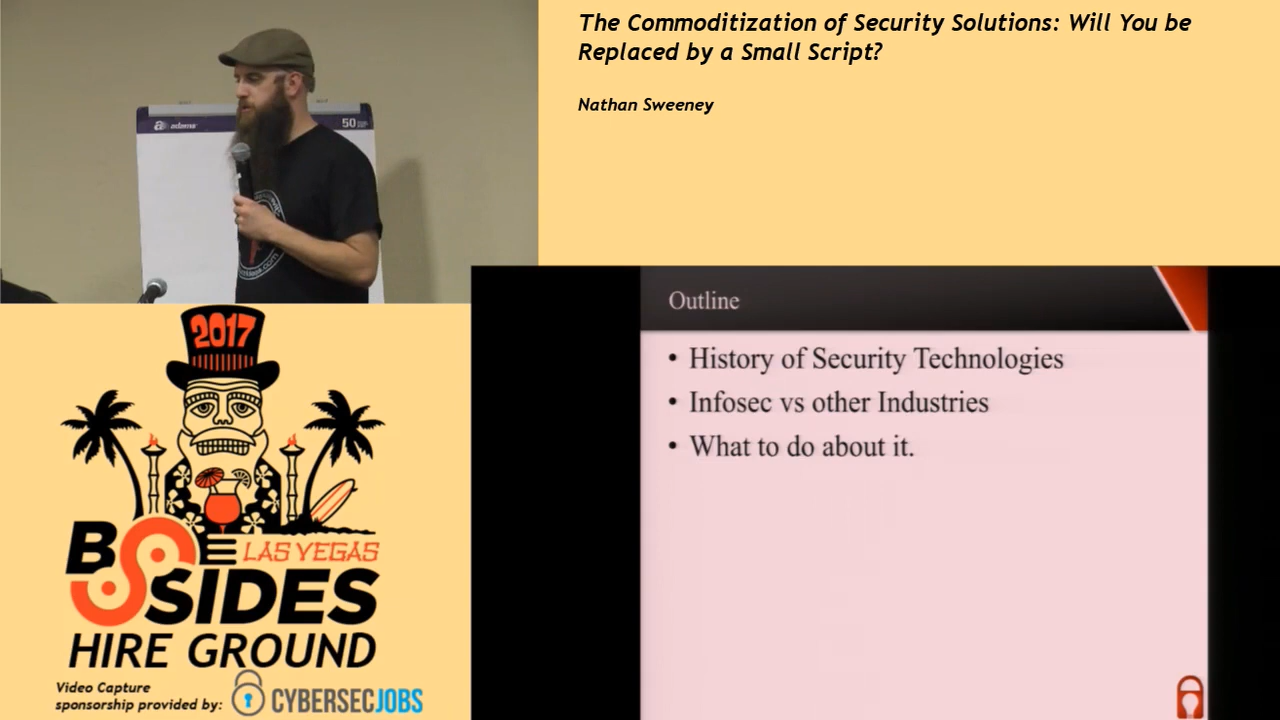 The Commoditization of Security Solutions: Will You be
Replaced by a Small Script?
Nathan Sweeney
adams
50
Outline
• History of Security Technologies
• Infosec vs other Industries
• What to do about it.
2017
BSIDES
LAS VEGAS
HIRE GROUND
Video Capture
sponsorship provided by:
CYBERSECJOBS